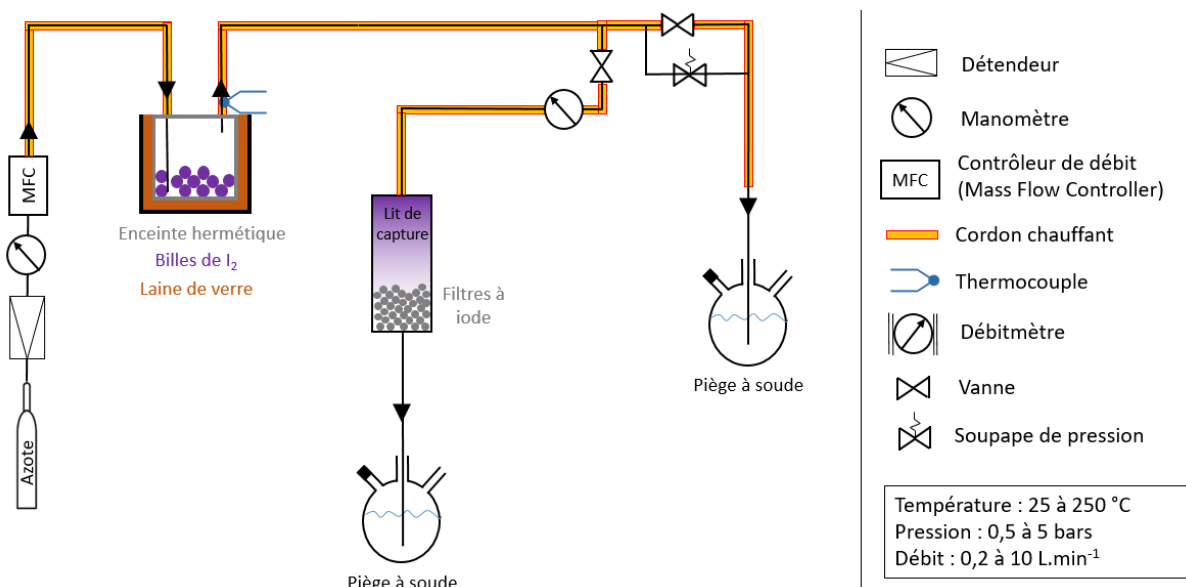 MFC
Azote
Enceinte hermétique
Billes de I₂
Laine de verre
Lit de
capture
Filtres à
iode
Piège à soude
Piège à soude
Détendeur
Manomètre
MFC
Contrôleur de débit
(Mass Flow Controller)
Cordon chauffant
Thermocouple
Débitmètre
Vanne
Soupape de pression
Température : 25 à 250 °C
Pression : 0,5 à 5 bars
Débit : 0,2 à 10 L.min⁻¹